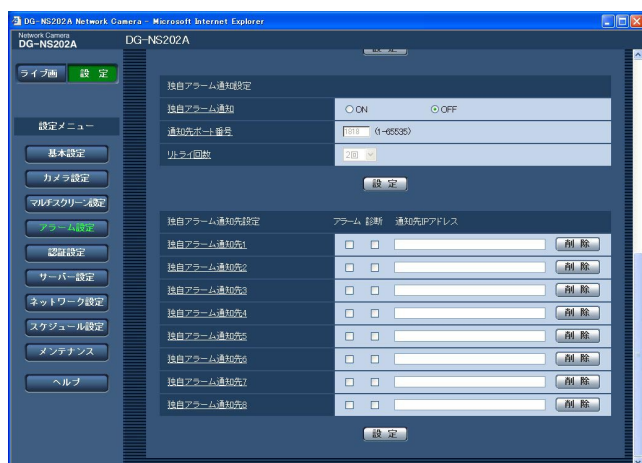 DG-NS202A Network Camera - Microsoft Internet Explorer
Network Camera
DG-NS202A
DG-NS202A
ライブ画 設 定
独自アラーム通知設定
独自アラーム通知 ON OFF
通知先ポート番号 1818 (1-65535)
リトライ回数 2回
設 定
設定メニュー
基本設定
カメラ設定
マルチスクリーン設定
アラーム設定
認証設定
サーバー設定
ネットワーク設定
スケジュール設定
メンテナンス
ヘルプ
独自アラーム通知先設定 アラーム 診断 通知先IPアドレス
独自アラーム通知先1 削 除
独自アラーム通知先2 削 除
独自アラーム通知先3 削 除
独自アラーム通知先4 削 除
独自アラーム通知先5 削 除
独自アラーム通知先6 削 除
独自アラーム通知先7 削 除
独自アラーム通知先8 削 除
設 定